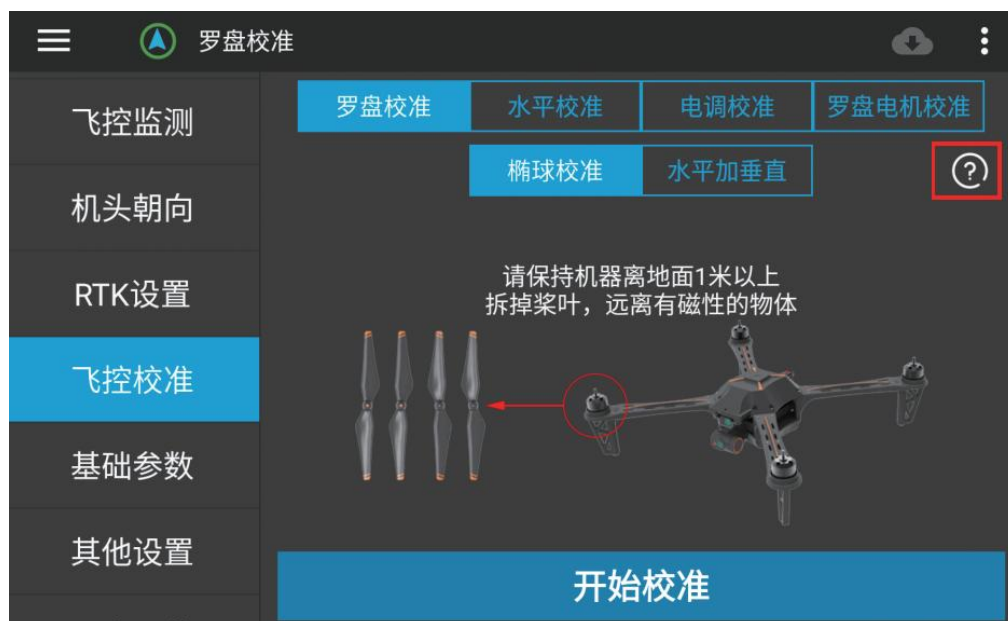 罗盘校准
飞控监测
机头朝向
RTK设置
飞控校准
基础参数
其他设置
罗盘校准
水平校准
电调校准
罗盘电机校准
椭球校准
水平加垂直
?
请保持机器离地面1米以上
拆掉桨叶，远离有磁性的物体
开始校准